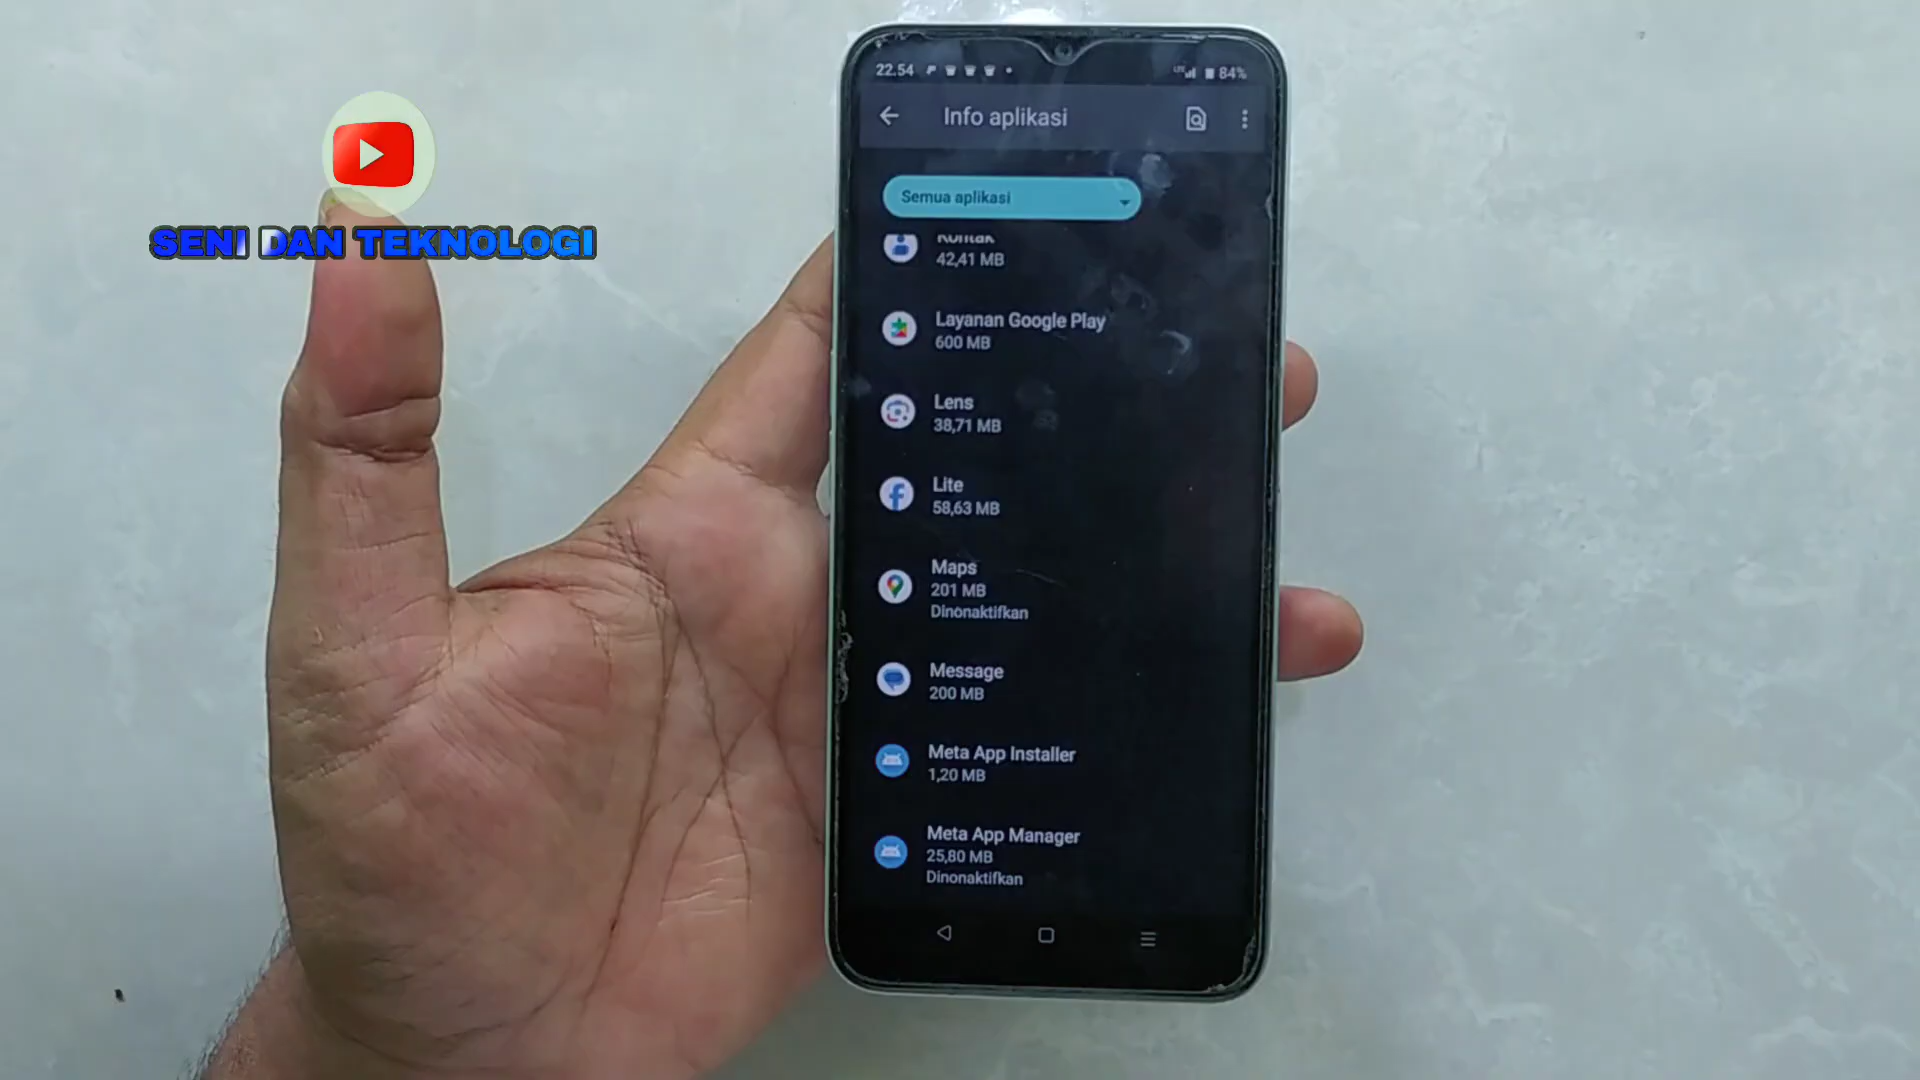 SENI DAN TEKNOLOGI
22.54
LTE
84%
Info aplikasi
Semua aplikasi
Kontak
42,41 MB
Layanan Google Play
600 MB
Lens
38,71 MB
Lite
58,63 MB
Maps
201 MB
Dinonaktifkan
Message
200 MB
Meta App Installer
1,20 MB
Meta App Manager
25,80 MB
Dinonaktifkan